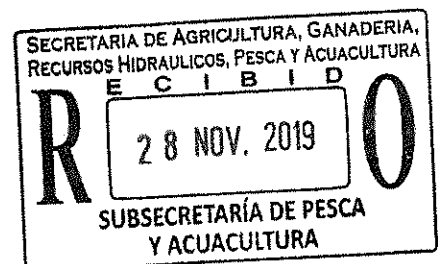 SECRETARIA DE AGRICULTURA, GANADERIA,
RECURSOS HIDRAULICOS, PESCA Y ACUACULTURA
R E C I B I D O
28 NOV. 2019
SUBSECRETARÍA DE PESCA
Y ACUACULTURA